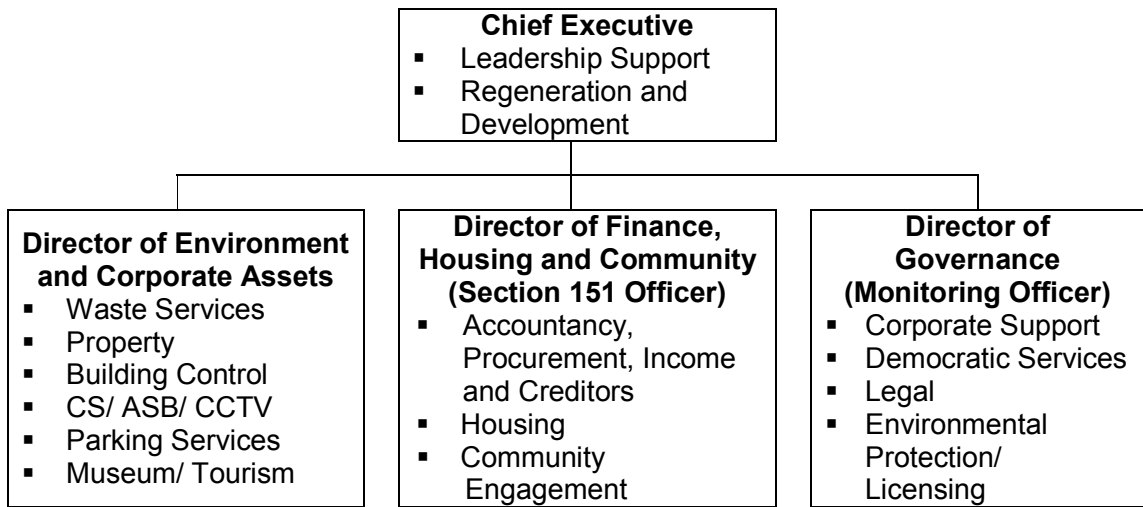 Chief Executive
▪ Leadership Support
▪ Regeneration and
Development
Director of Environment
and Corporate Assets
▪ Waste Services
▪ Property
▪ Building Control
▪ CS/ ASB/ CCTV
▪ Parking Services
▪ Museum/ Tourism
Director of Finance,
Housing and Community
(Section 151 Officer)
▪ Accountancy,
Procurement, Income
and Creditors
▪ Housing
▪ Community
Engagement
Director of
Governance
(Monitoring Officer)
▪ Corporate Support
▪ Democratic Services
▪ Legal
▪ Environmental
Protection/
Licensing